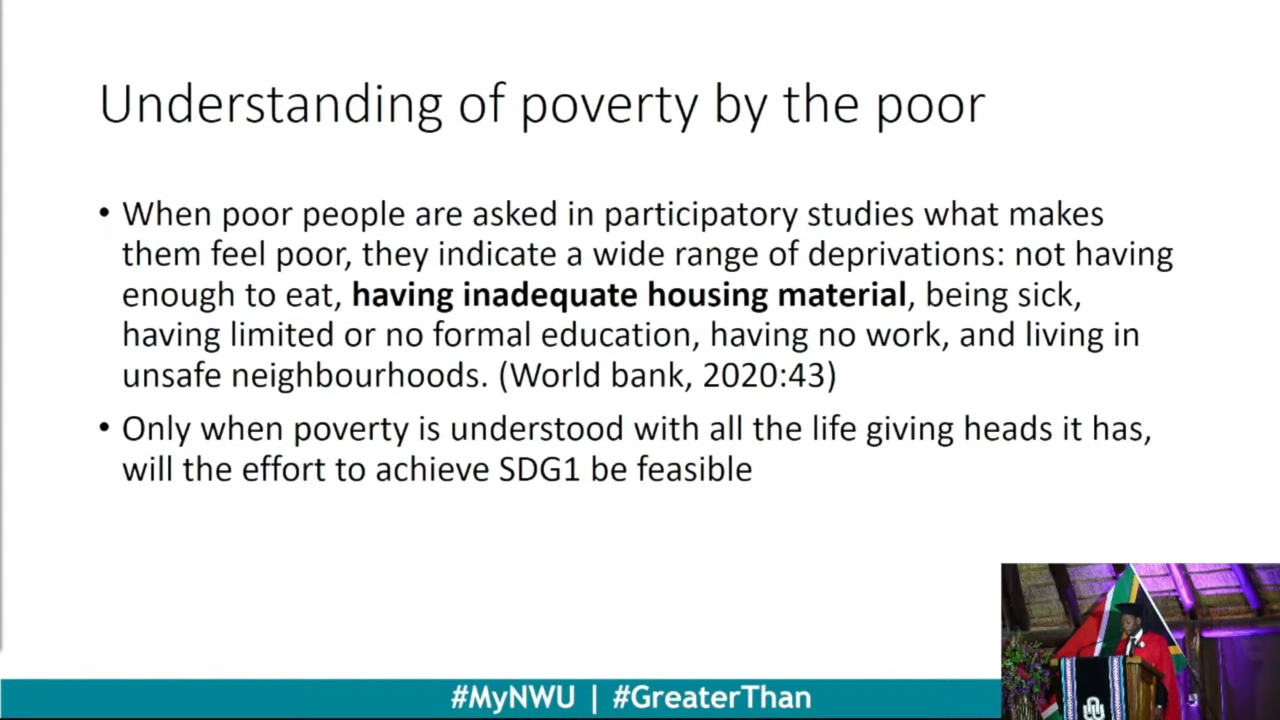 Understanding of poverty by the poor
• When poor people are asked in participatory studies what makes
them feel poor, they indicate a wide range of deprivations: not having
enough to eat, having inadequate housing material, being sick,
having limited or no formal education, having no work, and living in
unsafe neighbourhoods. (World bank, 2020:43)
• Only when poverty is understood with all the life giving heads it has,
will the effort to achieve SDG1 be feasible
#MyNWU | #GreaterThan